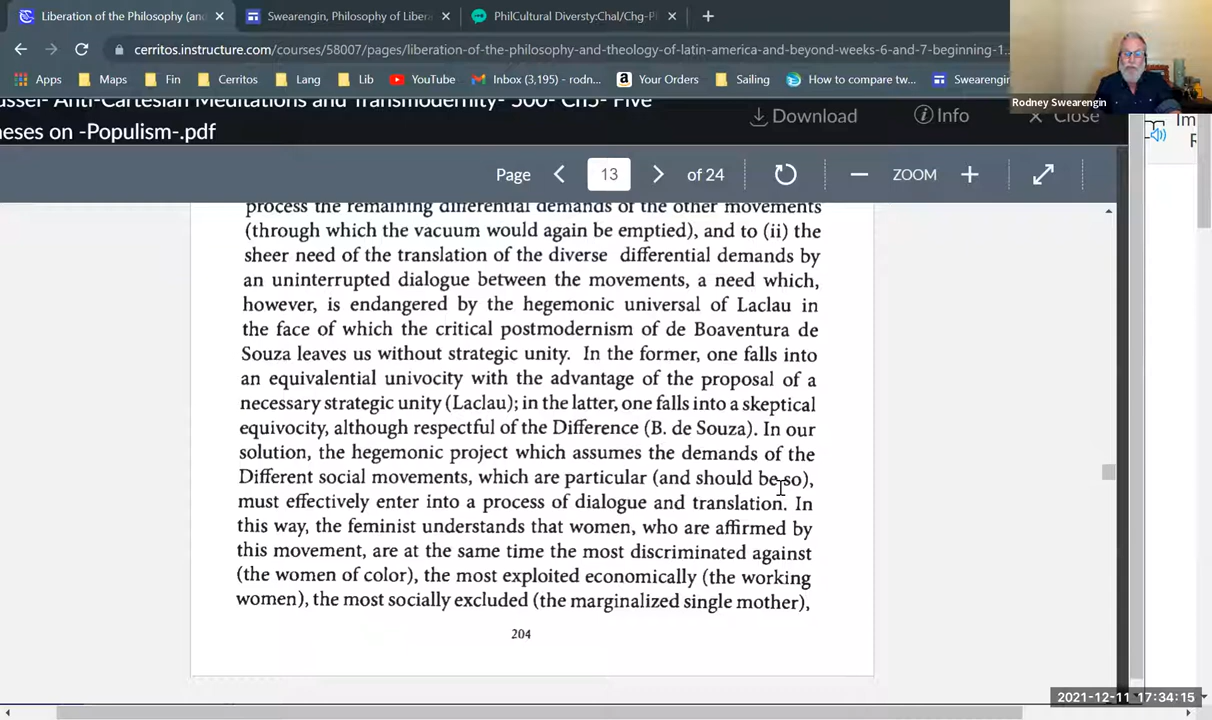 Liberation of the Philosophy (an
Swearengin, Philosophy of Libera
PhilCultural Diversty:Chal/Chg-P
cerritos.instructure.com/courses/58007/pages/liberation-of-the-philosophy-and-theology-of-latin-america-and-beyond-weeks-6-and-7-beginning-1...
Apps Maps Fin Cerritos Lang Lib YouTube Inbox (3,195) - rodn... Your Orders Sailing How to compare tw... Swearengin
Rodney Swearengin
ussel- Anti-Cartesian Meditations and Transmodernity- 300- Ch5- Five
heses on -Populism-.pdf
Download Info Close
Im
Page 13 of 24 ZOOM
process the remaining differential demands of the other movements
(through which the vacuum would again be emptied), and to (ii) the
sheer need of the translation of the diverse differential demands by
an uninterrupted dialogue between the movements, a need which,
however, is endangered by the hegemonic universal of Laclau in
the face of which the critical postmodernism of de Boaventura de
Souza leaves us without strategic unity. In the former, one falls into
an equivalential univocity with the advantage of the proposal of a
necessary strategic unity (Laclau); in the latter, one falls into a skeptical
equivocity, although respectful of the Difference (B. de Souza). In our
solution, the hegemonic project which assumes the demands of the
Different social movements, which are particular (and should be so),
must effectively enter into a process of dialogue and translation. In
this way, the feminist understands that women, who are affirmed by
this movement, are at the same time the most discriminated against
(the women of color), the most exploited economically (the working
women), the most socially excluded (the marginalized single mother),
204
2021-12-11 17:34:15